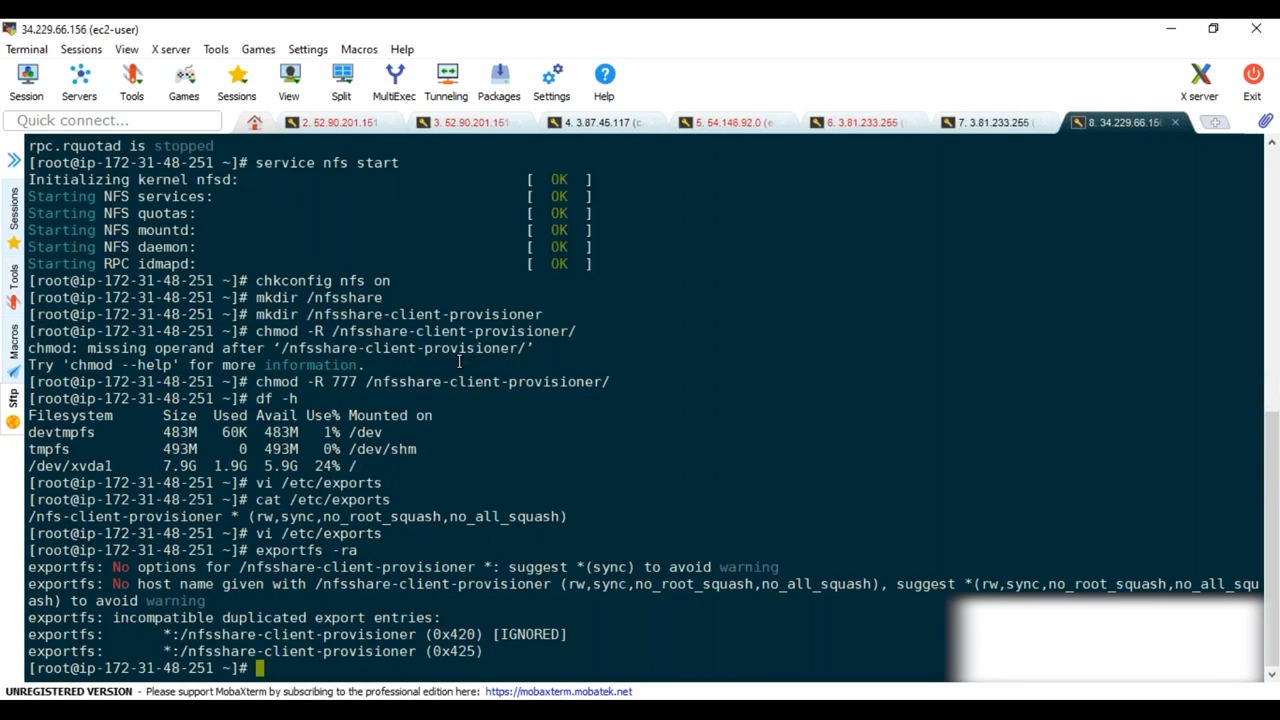 34.229.66.156 (ec2-user)
Terminal Sessions View X server Tools Games Settings Macros Help
Session Servers Tools Games Sessions View Split MultiExec Tunneling Packages Settings Help X server Exit
Quick connect...
2. 52.90.201.151
3. 52.90.201.151
4. 3.87.45.117 (c
5. 54.146.92.0 (e
6. 3.81.233.255 (
7. 3.81.233.255 (
8. 34.229.66.156
Sessions
Tools
Macros
Sftp
rpc.rquotad is stopped
[root@ip-172-31-48-251 ~]# service nfs start
Initializing kernel nfsd: [ OK ]
Starting NFS services: [ OK ]
Starting NFS quotas: [ OK ]
Starting NFS mountd: [ OK ]
Starting NFS daemon: [ OK ]
Starting RPC idmapd: [ OK ]
[root@ip-172-31-48-251 ~]# chkconfig nfs on
[root@ip-172-31-48-251 ~]# mkdir /nfsshare
[root@ip-172-31-48-251 ~]# mkdir /nfsshare-client-provisioner
[root@ip-172-31-48-251 ~]# chmod -R /nfsshare-client-provisioner/
chmod: missing operand after ‘/nfsshare-client-provisioner/’
Try 'chmod --help' for more information.
[root@ip-172-31-48-251 ~]# chmod -R 777 /nfsshare-client-provisioner/
[root@ip-172-31-48-251 ~]# df -h
Filesystem Size Used Avail Use% Mounted on
devtmpfs 483M 60K 483M 1% /dev
tmpfs 493M 0 493M 0% /dev/shm
/dev/xvda1 7.9G 1.9G 5.9G 24% /
[root@ip-172-31-48-251 ~]# vi /etc/exports
[root@ip-172-31-48-251 ~]# cat /etc/exports
/nfs-client-provisioner * (rw,sync,no_root_squash,no_all_squash)
[root@ip-172-31-48-251 ~]# vi /etc/exports
[root@ip-172-31-48-251 ~]# exportfs -ra
exportfs: No options for /nfsshare-client-provisioner *: suggest *(sync) to avoid warning
exportfs: No host name given with /nfsshare-client-provisioner (rw,sync,no_root_squash,no_all_squash), suggest *(rw,sync,no_root_squash,no_all_squ
ash) to avoid warning
exportfs: incompatible duplicated export entries:
exportfs: *:/nfsshare-client-provisioner (0x420) [IGNORED]
exportfs: *:/nfsshare-client-provisioner (0x425)
[root@ip-172-31-48-251 ~]#
UNREGISTERED VERSION - Please support MobaXterm by subscribing to the professional edition here: https://mobaxterm.mobatek.net